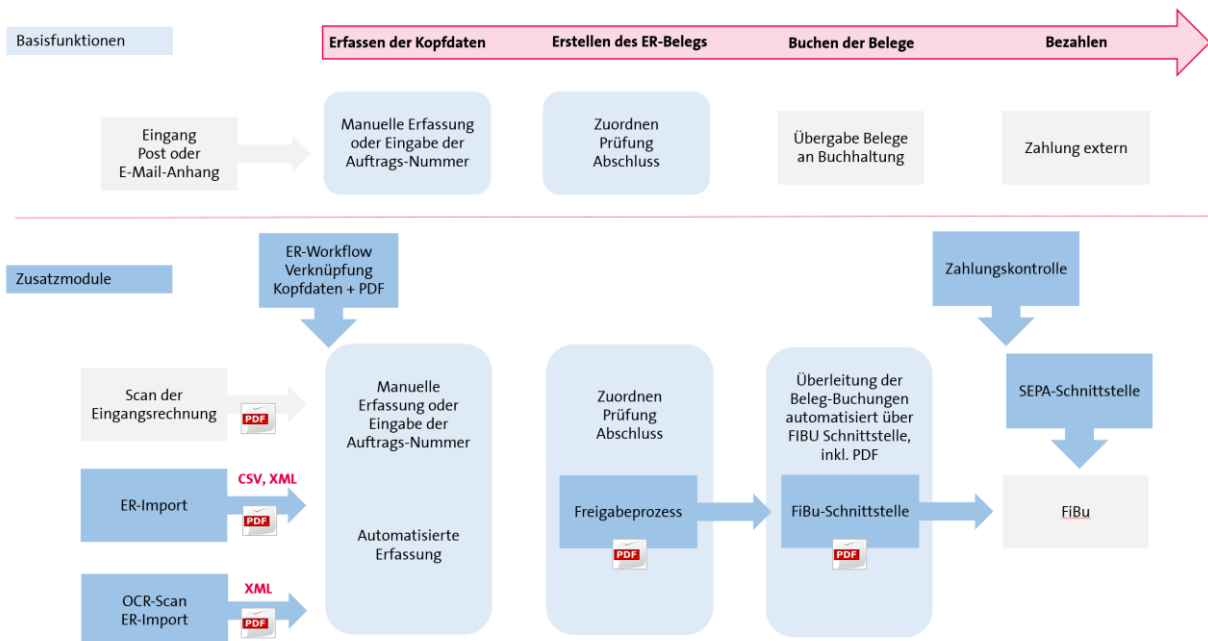 Basisfunktionen
Erfassen der Kopfdaten
Erstellen des ER-Belegs
Buchen der Belege
Bezahlen
Eingang
Post oder
E-Mail-Anhang
Manuelle Erfassung
oder Eingabe der
Auftrags-Nummer
Zuordnen
Prüfung
Abschluss
Übergabe Belege
an Buchhaltung
Zahlung extern
Zusatzmodule
ER-Workflow
Verknüpfung
Kopfdaten + PDF
Zahlungskontrolle
Scan der
Eingangsrechnung
PDF
Manuelle
Erfassung oder
Eingabe der
Auftrags-Nummer
Zuordnen
Prüfung
Abschluss
Überleitung der
Beleg-Buchungen
automatisiert über
FIBU Schnittstelle,
inkl. PDF
SEPA-Schnittstelle
ER-Import
CSV, XML
PDF
Automatisierte
Erfassung
Freigabeprozess
PDF
FiBu-Schnittstelle
PDF
FiBu
OCR-Scan
ER-Import
XML
PDF